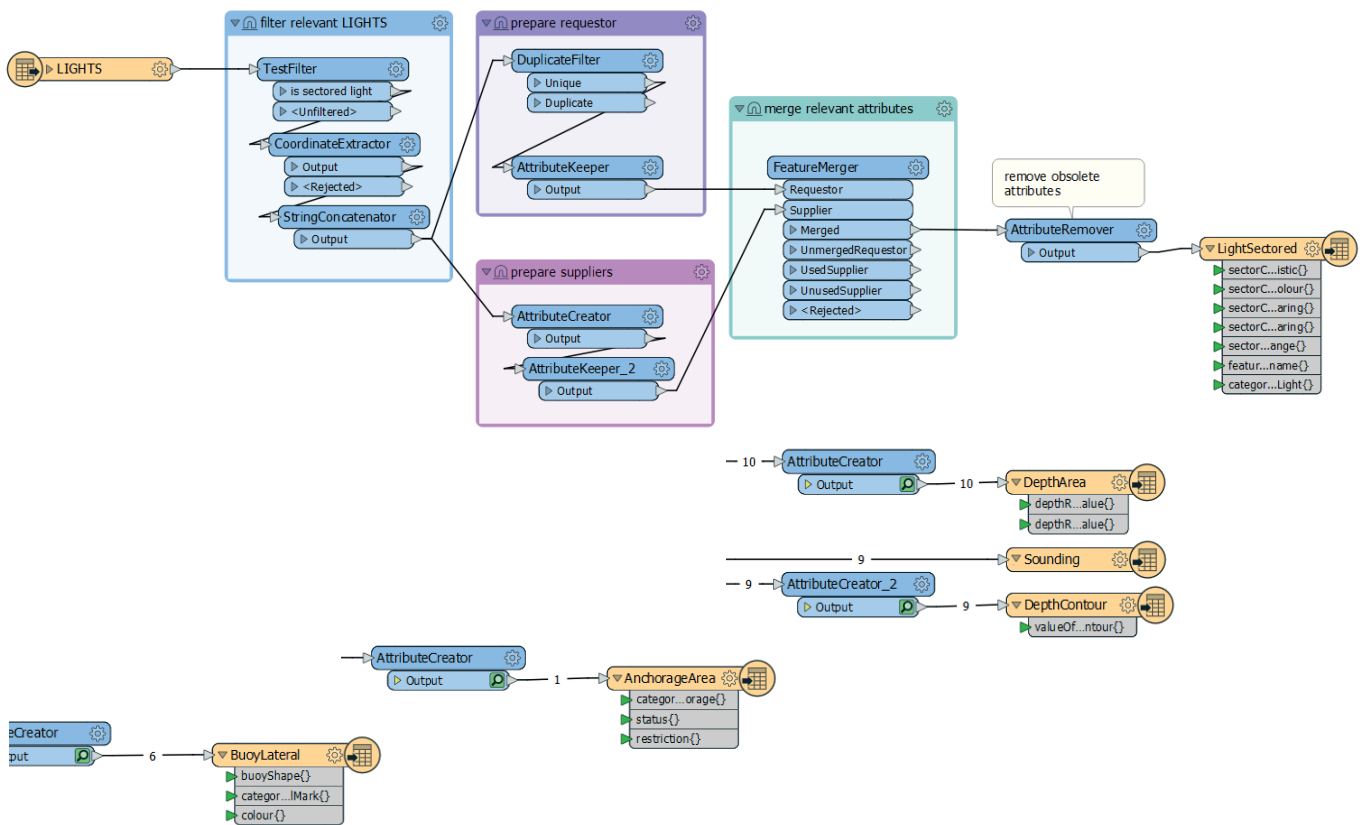 filter relevant LIGHTS
LIGHTS
TestFilter
is sectored light
<Unfiltered>
CoordinateExtractor
Output
<Rejected>
StringConcatenator
Output
prepare requestor
DuplicateFilter
Unique
Duplicate
AttributeKeeper
Output
prepare suppliers
AttributeCreator
Output
AttributeKeeper_2
Output
merge relevant attributes
FeatureMerger
Requestor
Supplier
Merged
UnmergedRequestor
UsedSupplier
UnusedSupplier
<Rejected>
remove obsolete
attributes
AttributeRemover
Output
LightSectored
sectorC...istic{}
sectorC...olour{}
sectorC...aring{}
sectorC...aring{}
sector...ange{}
featur...name{}
categor...Light{}
10
AttributeCreator
Output
10
DepthArea
depthR...alue{}
depthR...alue{}
9
Sounding
9
AttributeCreator_2
Output
9
DepthContour
valueOf...ntour{}
AttributeCreator
Output
1
AnchorageArea
categor...orage{}
status{}
restriction{}
eCreator
put
6
BuoyLateral
buoyShape{}
categor...lMark{}
colour{}